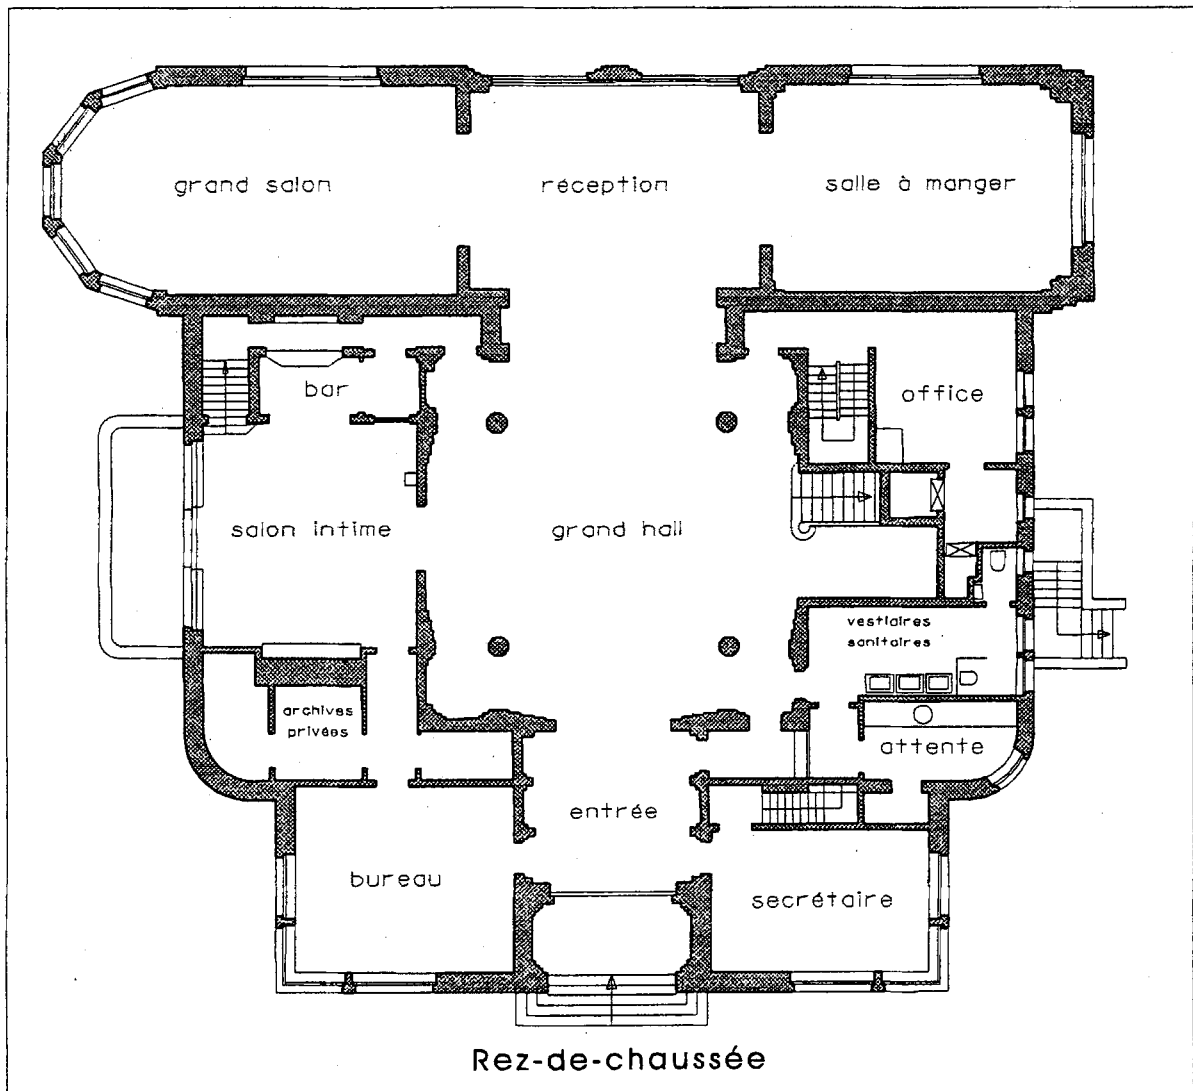 grand salon
réception
salle à manger
bar
office
salon intime
grand hall
vestiaires
sanitaires
archives
privées
attente
entrée
bureau
secrétaire
Rez-de-chaussée